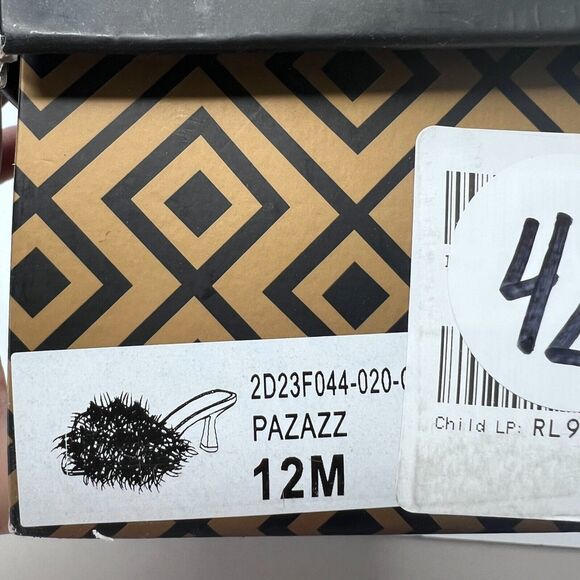 2D23F044-020-
PAZAZZ
12M
42
Child LP: RL9